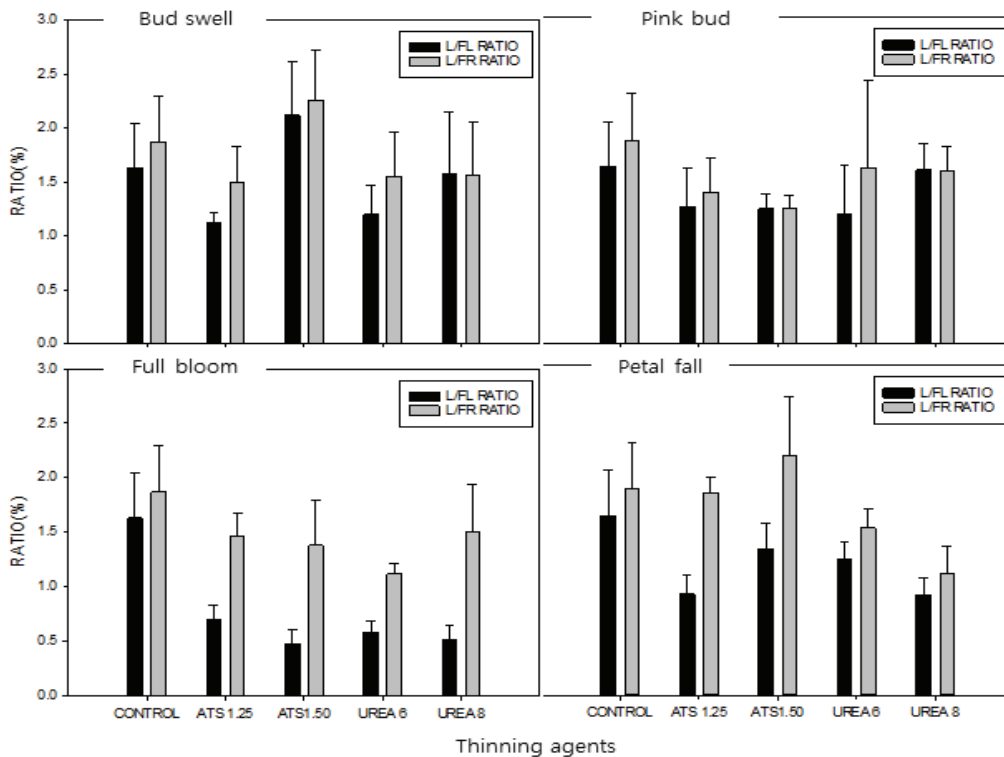 Bud swell
Pink bud
L/FL RATIO
L/FR RATIO
L/FL RATIO
L/FR RATIO
RATIO(%)
3.0
2.5
2.0
1.5
1.0
0.5
0.0
Full bloom
Petal fall
L/FL RATIO
L/FR RATIO
L/FL RATIO
L/FR RATIO
RATIO(%)
3.0
2.5
2.0
1.5
1.0
0.5
0.0
CONTROL ATS 1.25 ATS1.50 UREA 6 UREA 8
CONTROL ATS 1.25 ATS1.50 UREA 6 UREA 8
Thinning agents